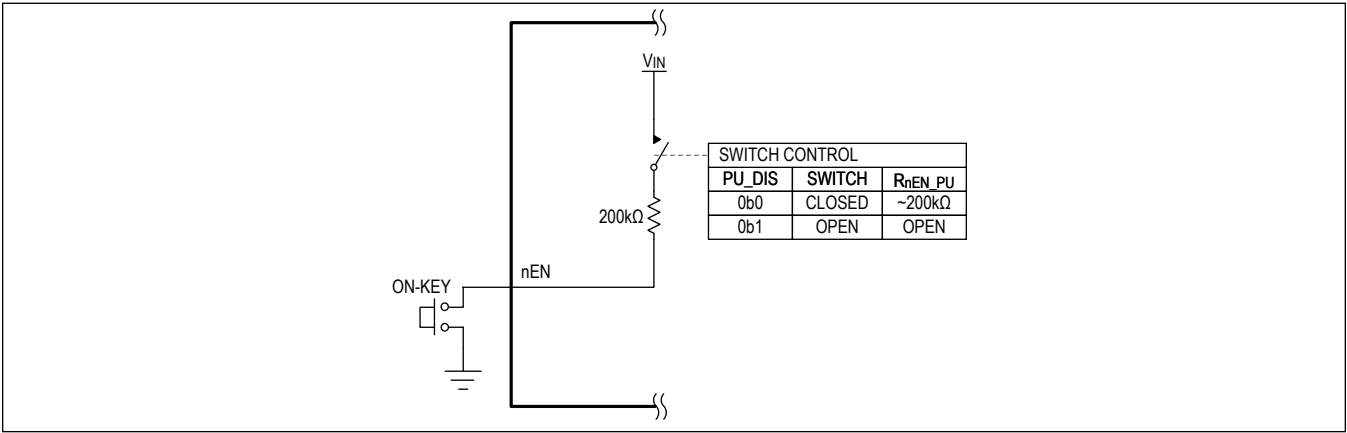 VIN
SWITCH CONTROL
PU_DIS SWITCH RnEN_PU
0b0 CLOSED ~200kΩ
0b1 OPEN OPEN
200kΩ
nEN
ON-KEY